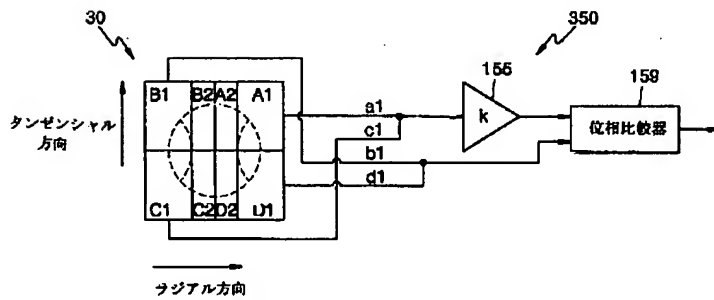 30
350
155
159
B1 B2 A2 A1
a1
c1
k
位相比較器
タンゼンシャル
方向
b1
d1
C1 C2 D2 D1
ラジアル方向